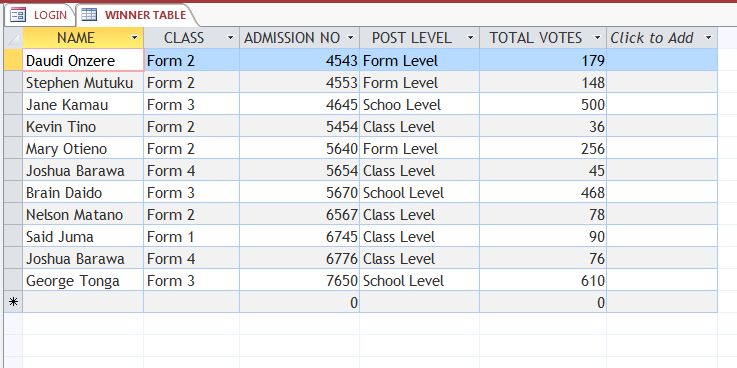 LOGIN WINNER TABLE
NAME CLASS ADMISSION NO POST LEVEL TOTAL VOTES Click to Add
Daudi Onzere Form 2 4543 Form Level 179
Stephen Mutuku Form 2 4553 Form Level 148
Jane Kamau Form 3 4645 Schoo Level 500
Kevin Tino Form 2 5454 Class Level 36
Mary Otieno Form 2 5640 Form Level 256
Joshua Barawa Form 4 5654 Class Level 45
Brain Daido Form 3 5670 School Level 468
Nelson Matano Form 2 6567 Class Level 78
Said Juma Form 1 6745 Class Level 90
Joshua Barawa Form 4 6776 Class Level 76
George Tonga Form 3 7650 School Level 610
0 0